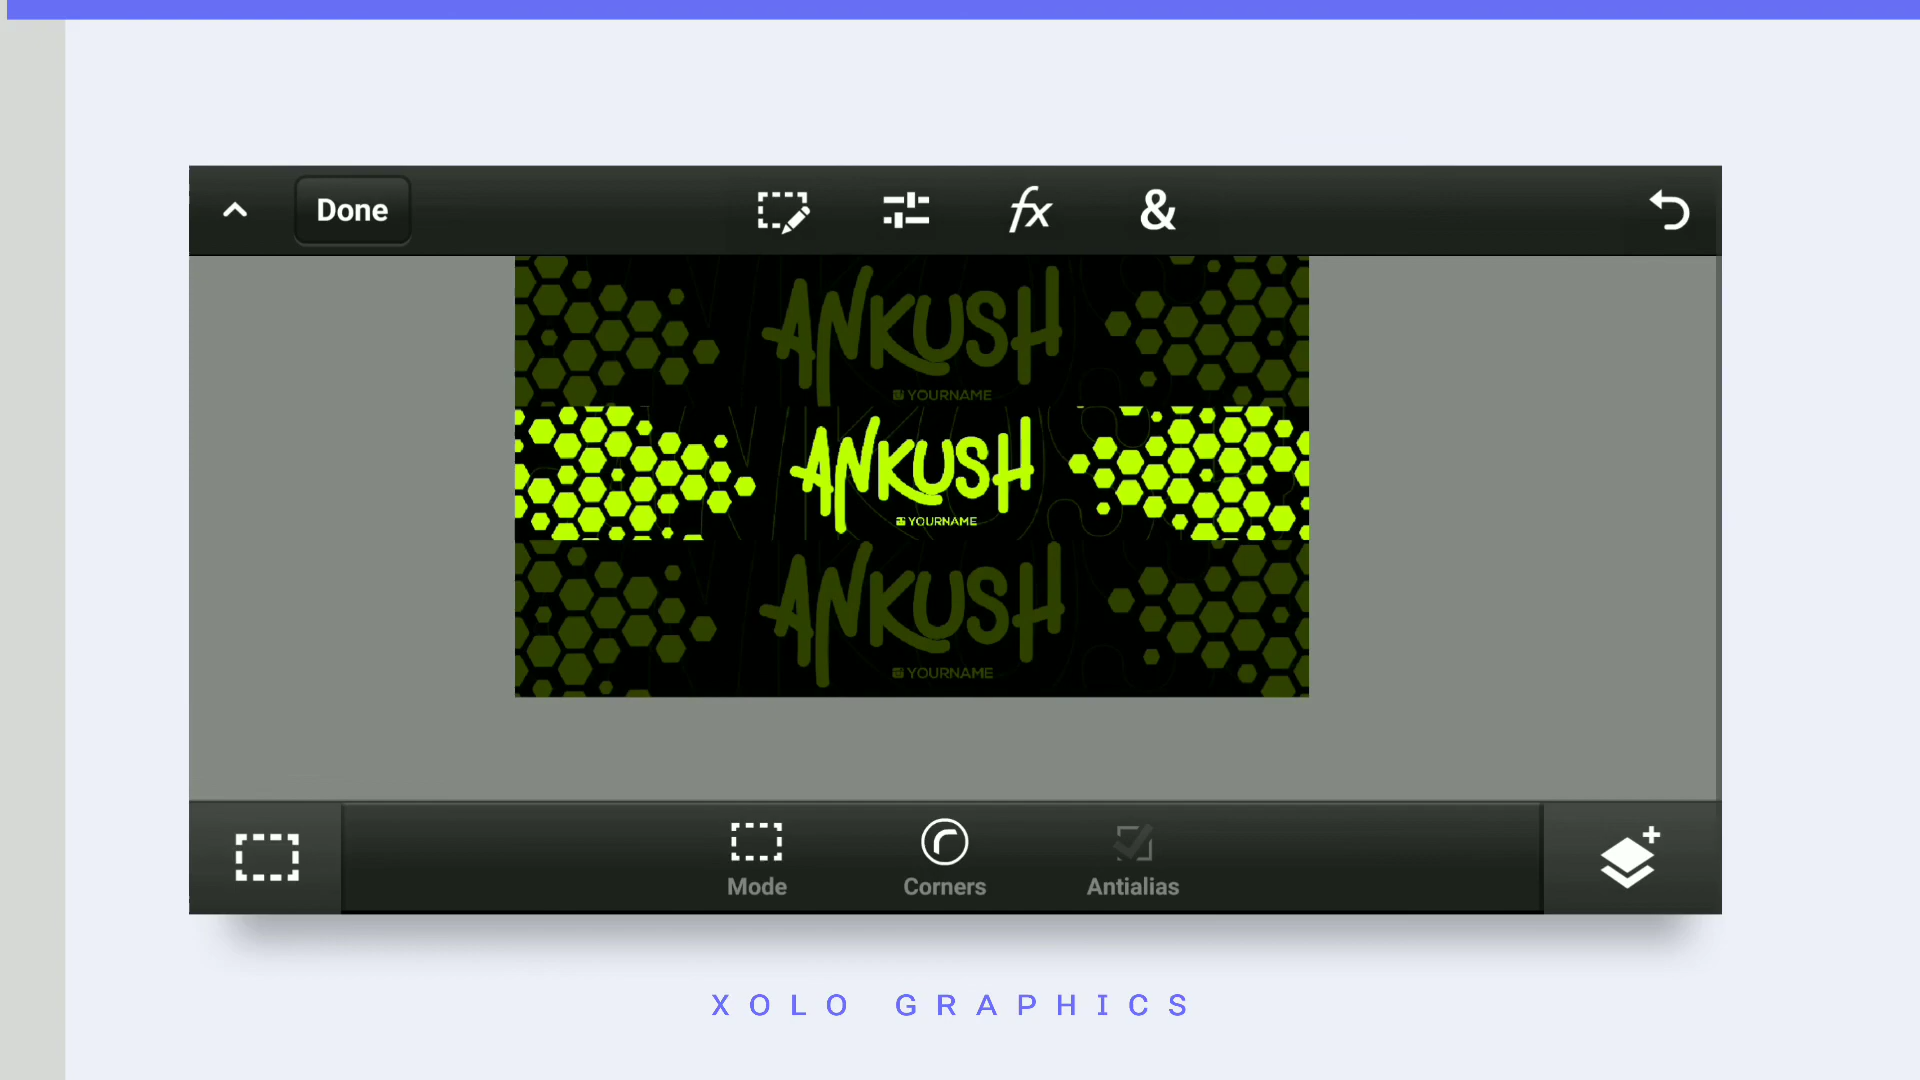 Done
fx
&
ANKUSH
YOURNAME
ANKUSH
YOURNAME
ANKUSH
YOURNAME
Mode
Corners
Antialias
XOLO GRAPHICS